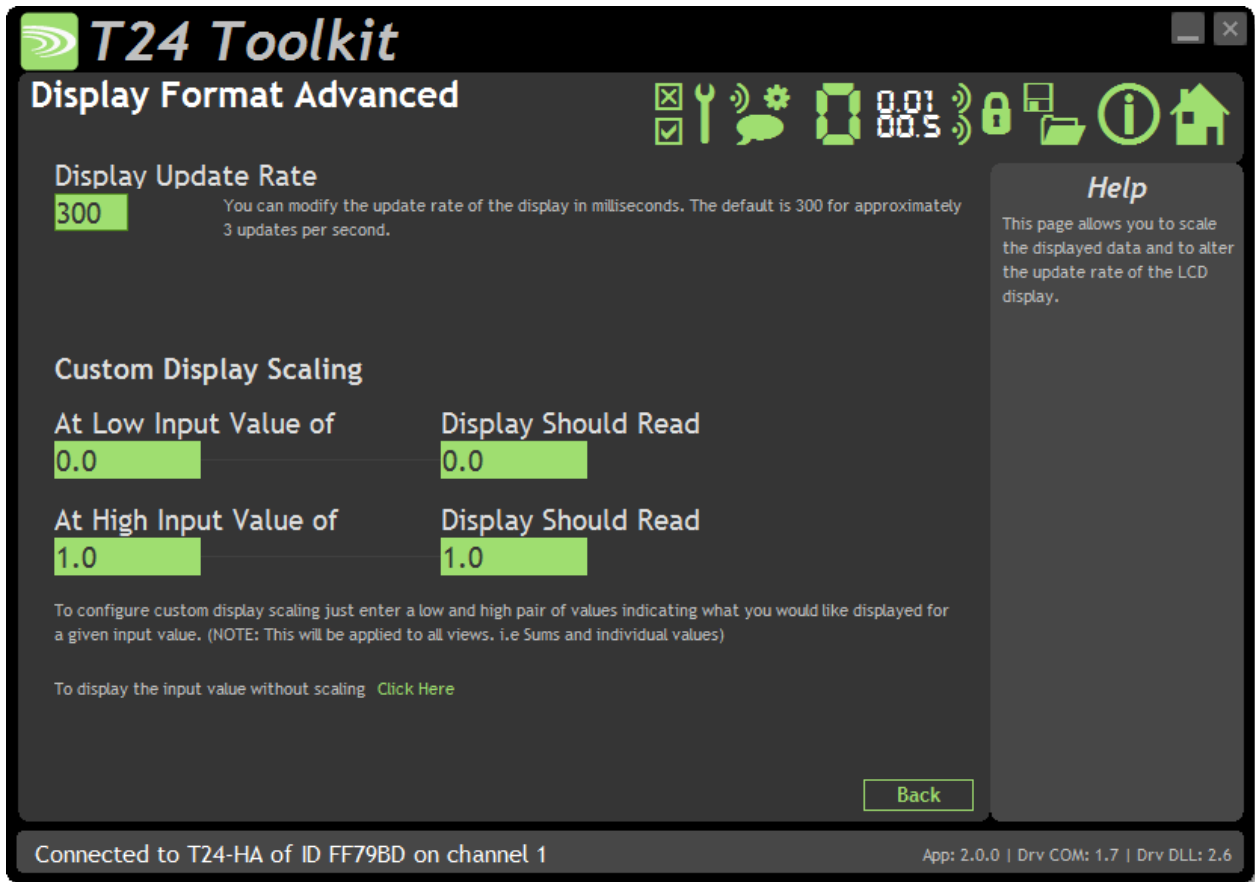 T24 Toolkit
Display Format Advanced
0.01
00.5
Display Update Rate
300
You can modify the update rate of the display in milliseconds. The default is 300 for approximately
3 updates per second.
Custom Display Scaling
At Low Input Value of Display Should Read
0.0 0.0
At High Input Value of Display Should Read
1.0 1.0
To configure custom display scaling just enter a low and high pair of values indicating what you would like displayed for
a given input value. (NOTE: This will be applied to all views. i.e Sums and individual values)
To display the input value without scaling Click Here
Back
Help
This page allows you to scale
the displayed data and to alter
the update rate of the LCD
display.
Connected to T24-HA of ID FF79BD on channel 1
App: 2.0.0 | Drv COM: 1.7 | Drv DLL: 2.6